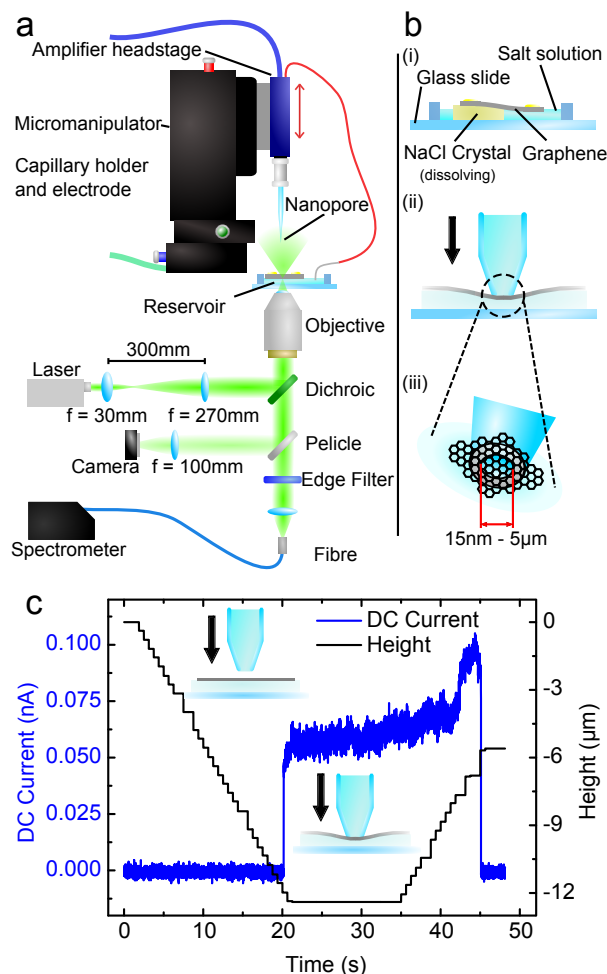 a
Amplifier headstage
Micromanipulator
Capillary holder
and electrode
Nanopore
Reservoir
Objective
300mm
Laser
f = 30mm
f = 270mm
Dichroic
Camera
f = 100mm
Pelicle
Edge Filter
Spectrometer
Fibre
b
(i)
Salt solution
Glass slide
NaCl Crystal
(dissolving)
Graphene
(ii)
(iii)
15nm - 5µm
c
DC Current
Height
DC Current (nA)
0.100
0.075
0.050
0.025
0.000
Height (µm)
0
-3
-6
-9
-12
0 10 20 30 40 50
Time (s)